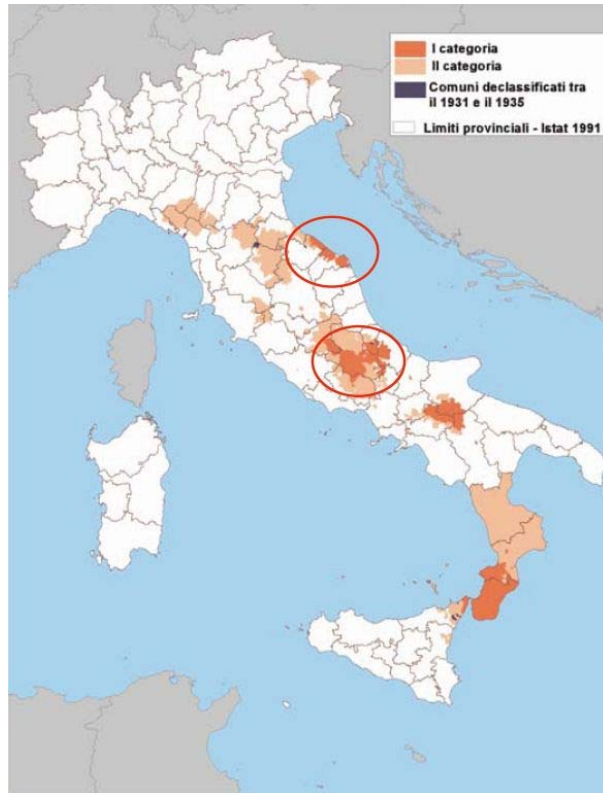 I categoria
II categoria
Comuni declassificati tra
il 1931 e il 1935
Limiti provinciali - Istat 1991